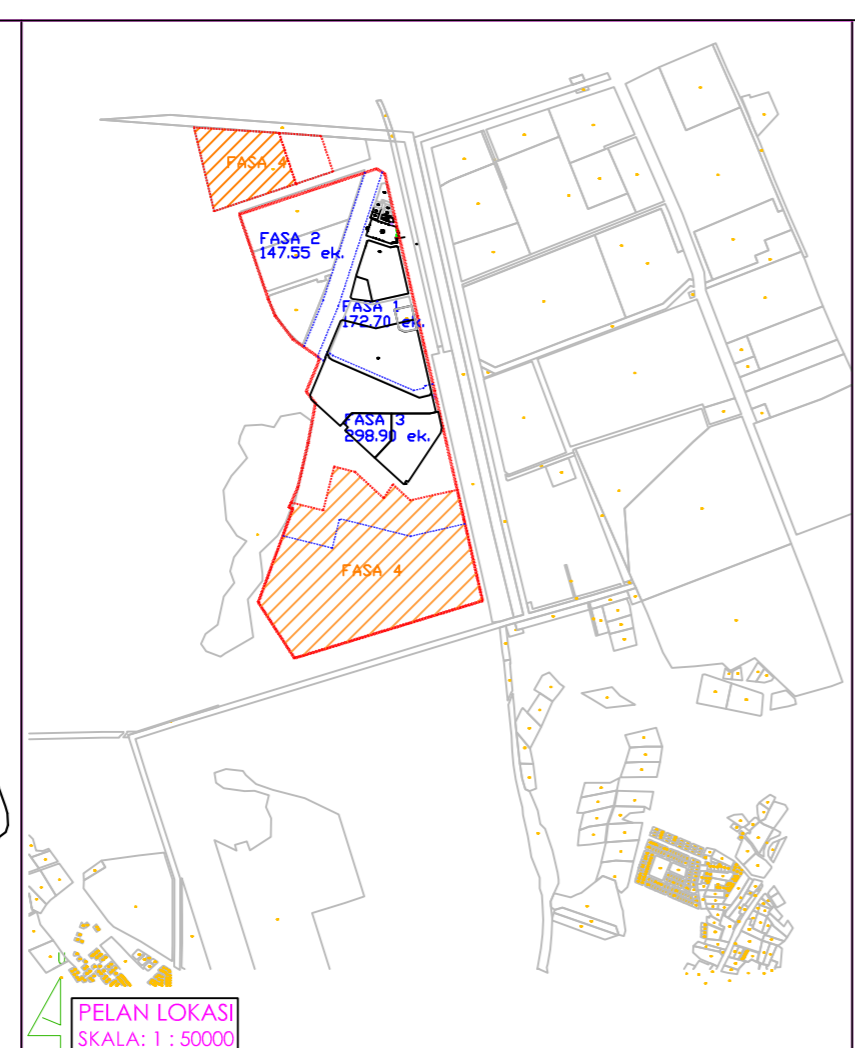 FASA 4
FASA 2
147.55 ek.
FASA 1
172.70 ek.
FASA 3
298.90 ek.
FASA 4
U
PELAN LOKASI
SKALA: 1 : 50000